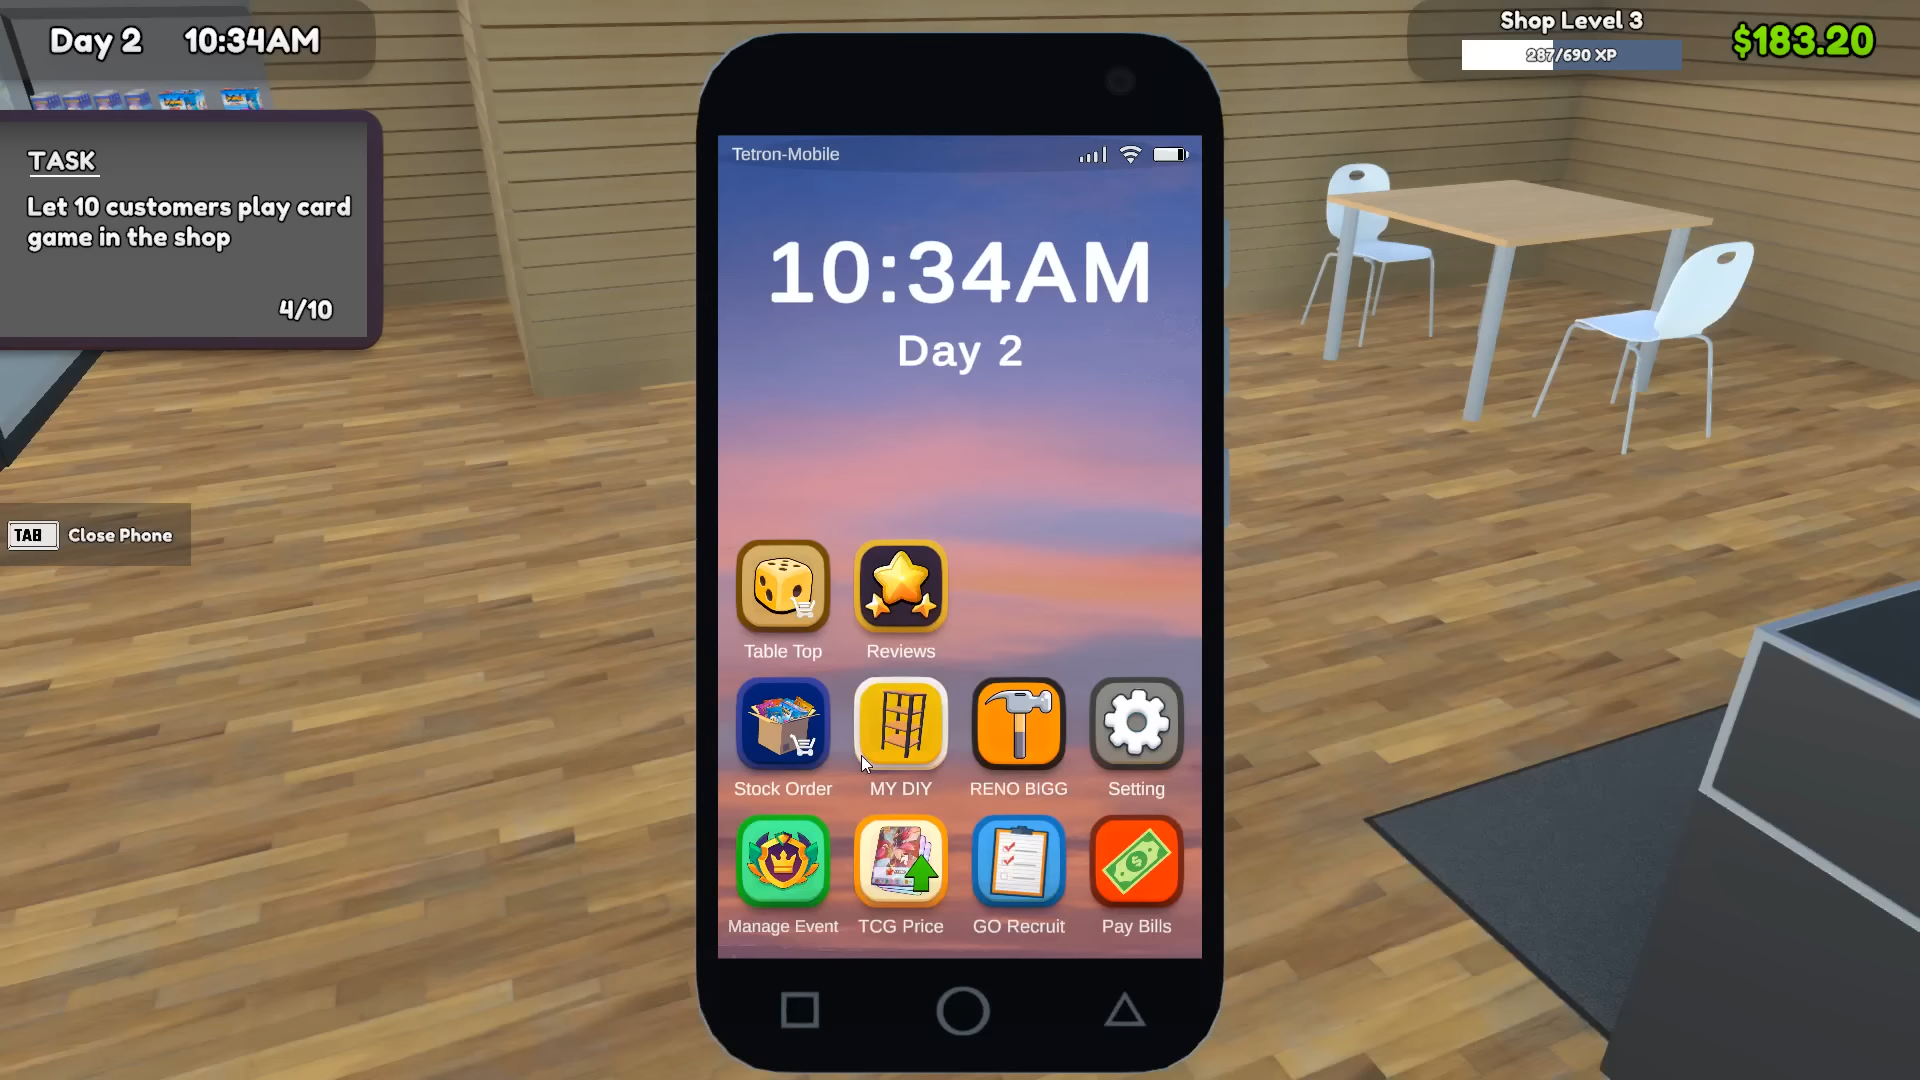 Day 2 10:34AM
Shop Level 3
287/690 XP
$183.20
TASK
Let 10 customers play card
game in the shop
4/10
TAB Close Phone
Tetron-Mobile
10:34AM
Day 2
Table Top Reviews
Stock Order MY DIY RENO BIGG Setting
Manage Event TCG Price GO Recruit Pay Bills